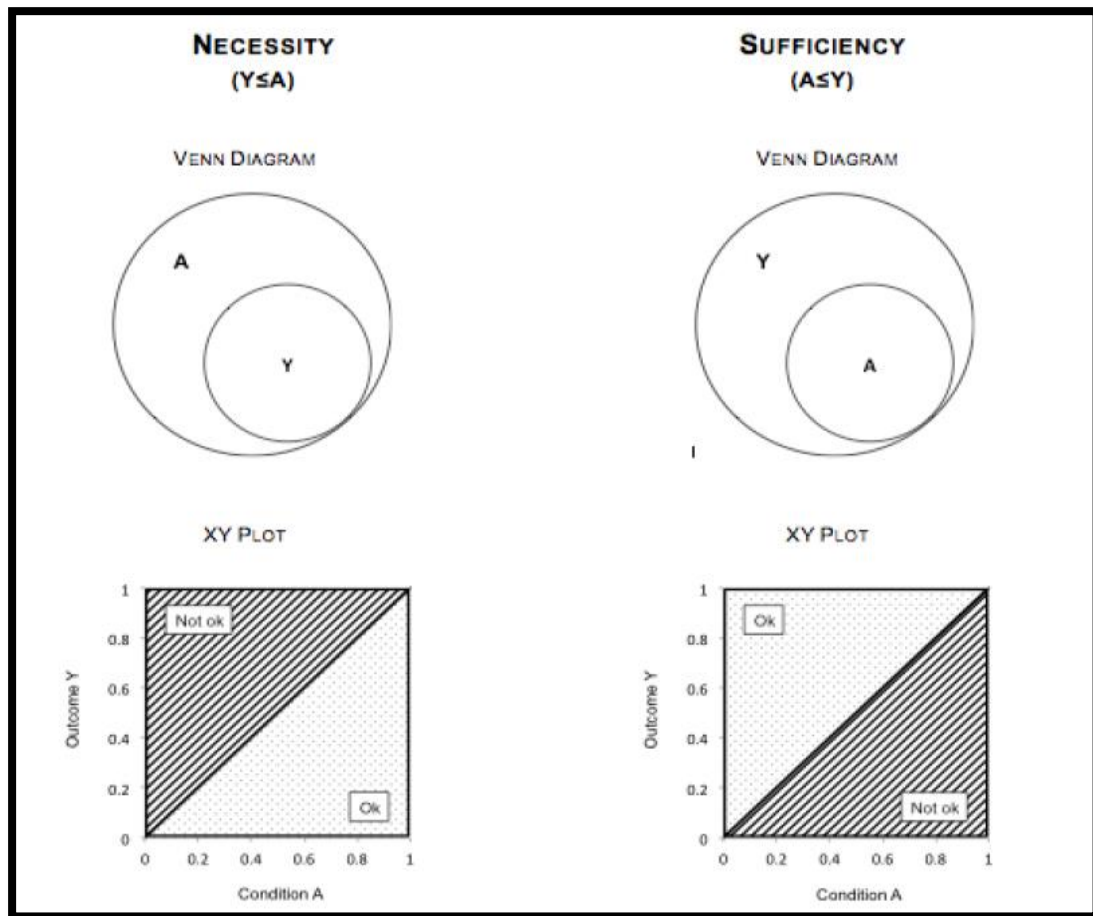 NECESSITY
(Y≤A)
VENN DIAGRAM
A
Y
XY PLOT
1
0.8
0.6
0.4
0.2
0
Outcome Y
Not ok
Ok
0 0.2 0.4 0.6 0.8 1
Condition A
SUFFICIENCY
(A≤Y)
VENN DIAGRAM
Y
A
I
XY PLOT
1
0.8
0.6
0.4
0.2
0
Outcome Y
Ok
Not ok
0 0.2 0.4 0.6 0.8 1
Condition A